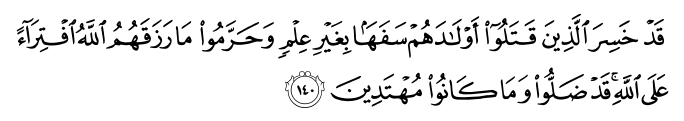 قَدۡ خَسِرَ ٱلَّذِينَ قَتَلُوٓاْ أَوۡلَٰدَهُمۡ سَفَهَۢا بِغَيۡرِ عِلۡمٖ وَحَرَّمُواْ مَا رَزَقَهُمُ ٱللَّهُ ٱفۡتِرَآءً
عَلَى ٱللَّهِۚ قَدۡ ضَلُّواْ وَمَا كَانُواْ مُهۡتَدِينَ ١٤٠